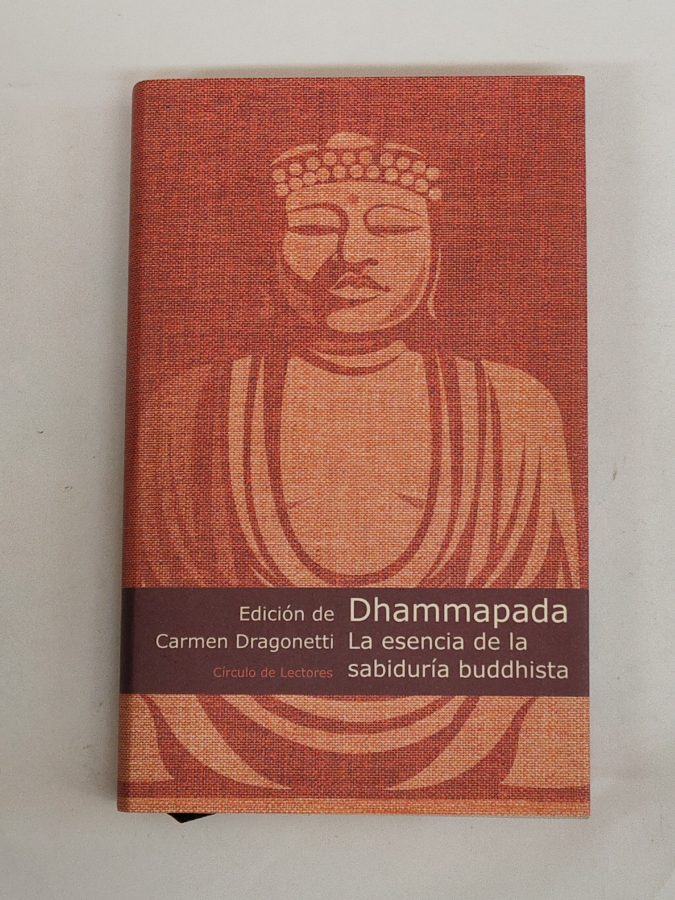 Edición de
Carmen Dragonetti
Círculo de Lectores
Dhammapada
La esencia de la
sabiduría buddhista